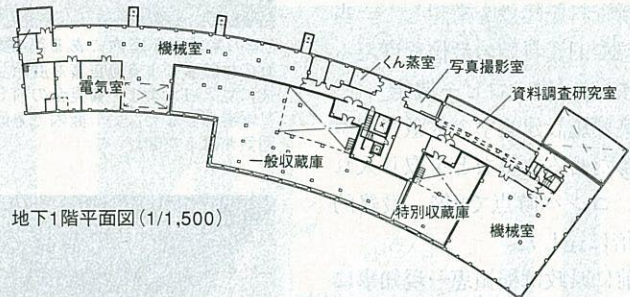 機械室
くん蒸室
写真撮影室
資料調査研究室
電気室
一般収蔵庫
特別収蔵庫
機械室
地下1階平面図(1/1,500)